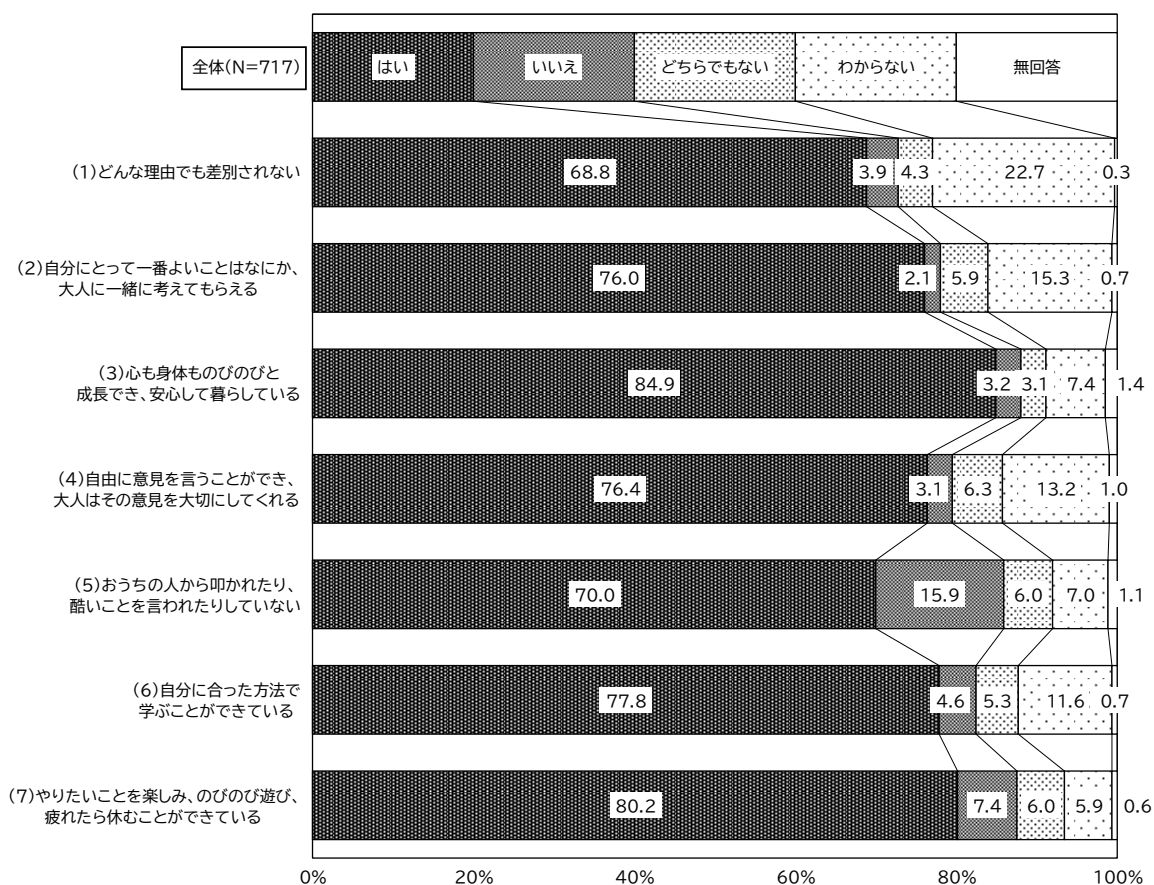 全体(N=717)
はい
いいえ
どちらでもない
わからない
無回答
(1)どんな理由でも差別されない
68.8
3.9
4.3
22.7
0.3
(2)自分にとって一番よいことはなにか、
大人に一緒に考えてもらえる
76.0
2.1
5.9
15.3
0.7
(3)心も身体ものびのびと
成長でき、安心して暮らしている
84.9
3.2
3.1
7.4
1.4
(4)自由に意見を言うことができ、
大人はその意見を大切にしてくれる
76.4
3.1
6.3
13.2
1.0
(5)おうちの人から叩かれたり、
酷いことを言われたりしていない
70.0
15.9
6.0
7.0
1.1
(6)自分に合った方法で
学ぶことができている
77.8
4.6
5.3
11.6
0.7
(7)やりたいことを楽しみ、のびのび遊び、
疲れたら休むことができている
80.2
7.4
6.0
5.9
0.6
0%
20%
40%
60%
80%
100%